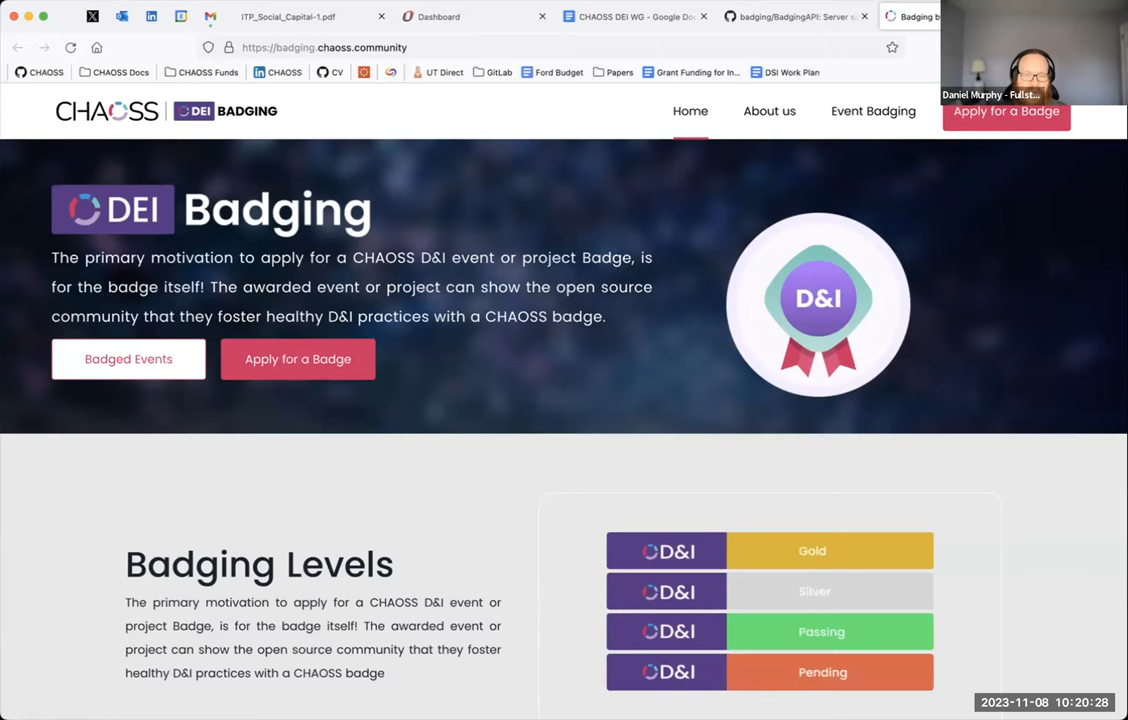 ITP_Social_Capital-1.pdf
Dashboard
CHAOSS DEI WG - Google Do
badging/BadgingAPI: Server si
Badging b
https://badging.chaoss.community
CHAOSS
CHAOSS Docs
CHAOSS Funds
CHAOSS
CV
UT Direct
GitLab
Ford Budget
Papers
Grant Funding for In...
DSI Work Plan
Daniel Murphy - Fullst...
CHAOSS
DEI BADGING
Home
About us
Event Badging
Apply for a Badge
DEI Badging
The primary motivation to apply for a CHAOSS D&I event or project Badge, is
for the badge itself! The awarded event or project can show the open source
community that they foster healthy D&I practices with a CHAOSS badge.
Badged Events
Apply for a Badge
D&I
Badging Levels
The primary motivation to apply for a CHAOSS D&I event or
project Badge, is for the badge itself! The awarded event or
project can show the open source community that they foster
healthy D&I practices with a CHAOSS badge
D&I Gold
D&I Silver
D&I Passing
D&I Pending
2023-11-08 10:20:28